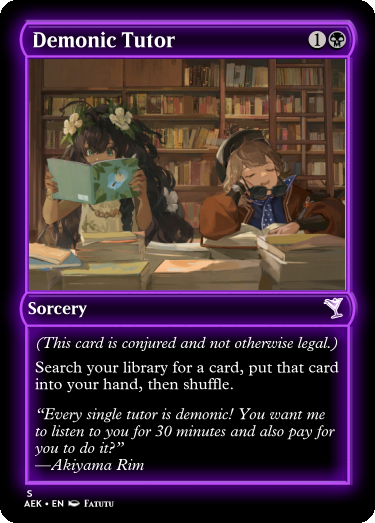 Demonic Tutor 1
Sorcery
(This card is conjured and not otherwise legal.)
Search your library for a card, put that card
into your hand, then shuffle.
“Every single tutor is demonic! You want me
to listen to you for 30 minutes and also pay for
you to do it?”
—Akiyama Rim
S
AEK • EN Fatutu